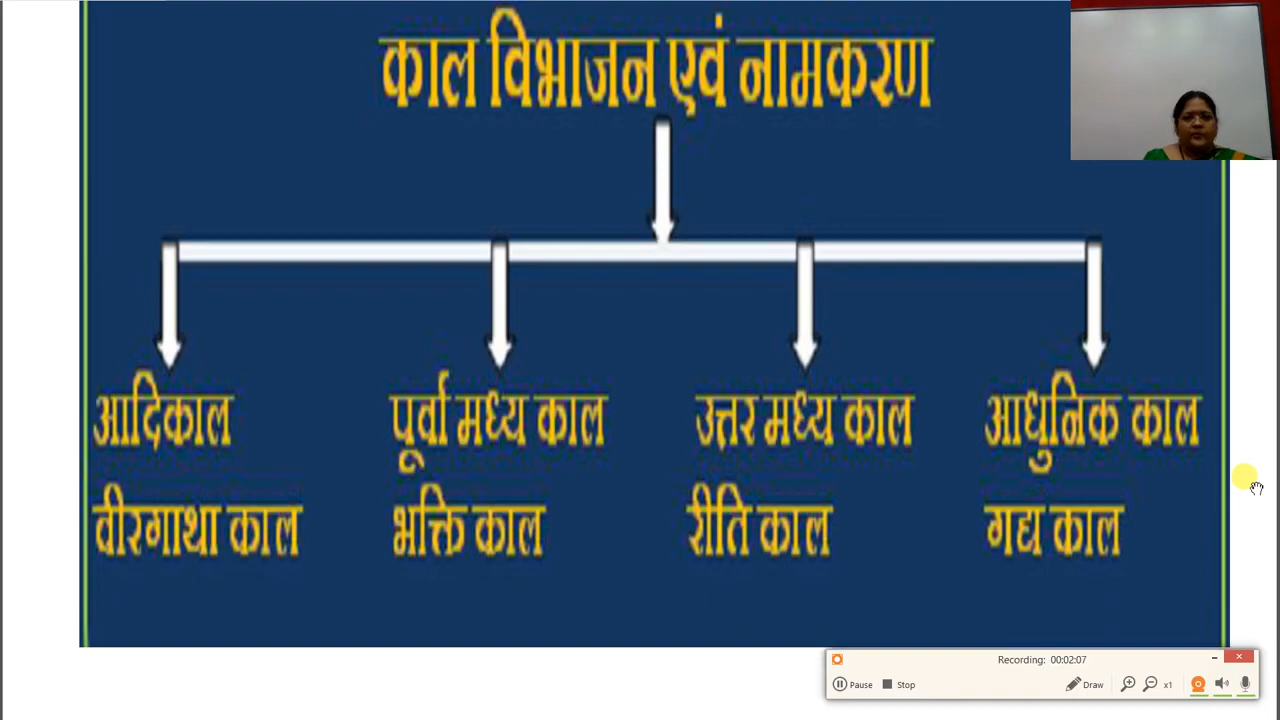 काल विभाजन एवं नामकरण
आदिकाल
वीरगाथा काल
पूर्वा मध्य काल
भक्ति काल
उत्तर मध्य काल
रीति काल
आधुनिक काल
गद्य काल
Recording: 00:02:07
Pause Stop Draw x1